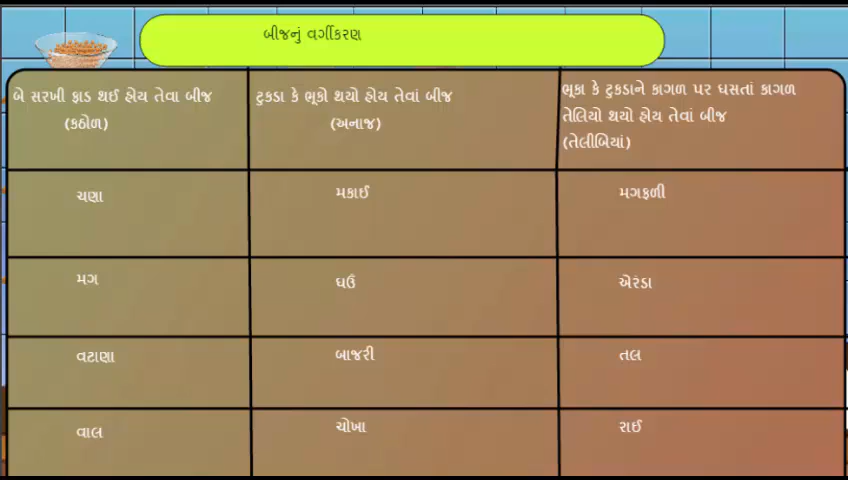 બીજનું વર્ગીકરણ
બે સરખી ફાડ થઈ હોય તેવા બીજ
(કઠોળ)
ટુકડા કે ભૂકો થયો હોય તેવાં બીજ
(અનાજ)
ભૂકા કે ટુકડાને કાગળ પર ઘસતાં કાગળ
તેલિયો થયો હોય તેવાં બીજ
(તેલીબિયાં)
ચણા
મકાઈ
મગફળી
મગ
ઘઉં
એરંડા
વટાણા
બાજરી
તલ
વાલ
ચોખા
રાઈ